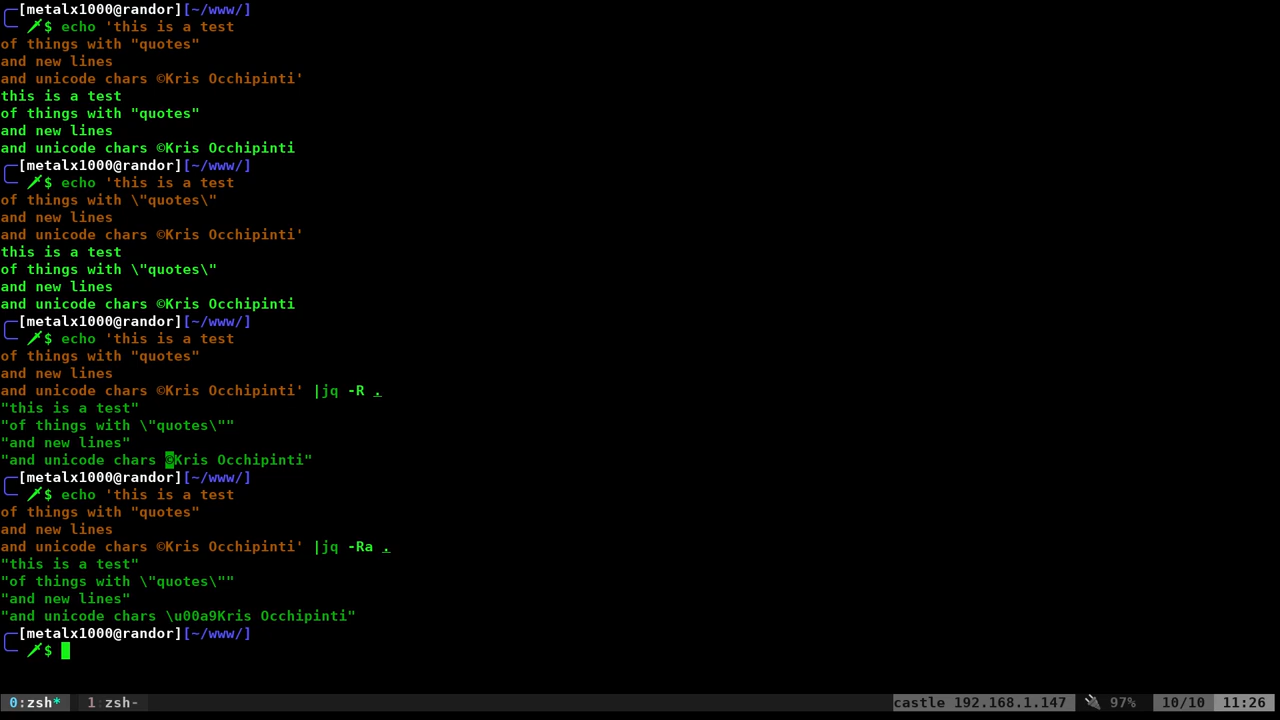 [metalx1000@randor][~/www/]
$ echo 'this is a test
of things with "quotes"
and new lines
and unicode chars ©Kris Occhipinti'
this is a test
of things with "quotes"
and new lines
and unicode chars ©Kris Occhipinti
[metalx1000@randor][~/www/]
$ echo 'this is a test
of things with \"quotes\"
and new lines
and unicode chars ©Kris Occhipinti'
this is a test
of things with \"quotes\"
and new lines
and unicode chars ©Kris Occhipinti
[metalx1000@randor][~/www/]
$ echo 'this is a test
of things with "quotes"
and new lines
and unicode chars ©Kris Occhipinti' |jq -R .
"this is a test"
"of things with \"quotes\""
"and new lines"
"and unicode chars ©Kris Occhipinti"
[metalx1000@randor][~/www/]
$ echo 'this is a test
of things with "quotes"
and new lines
and unicode chars ©Kris Occhipinti' |jq -Ra .
"this is a test"
"of things with \"quotes\""
"and new lines"
"and unicode chars \u00a9Kris Occhipinti"
[metalx1000@randor][~/www/]
$
0:zsh* 1:zsh- castle 192.168.1.147 97% 10/10 11:26